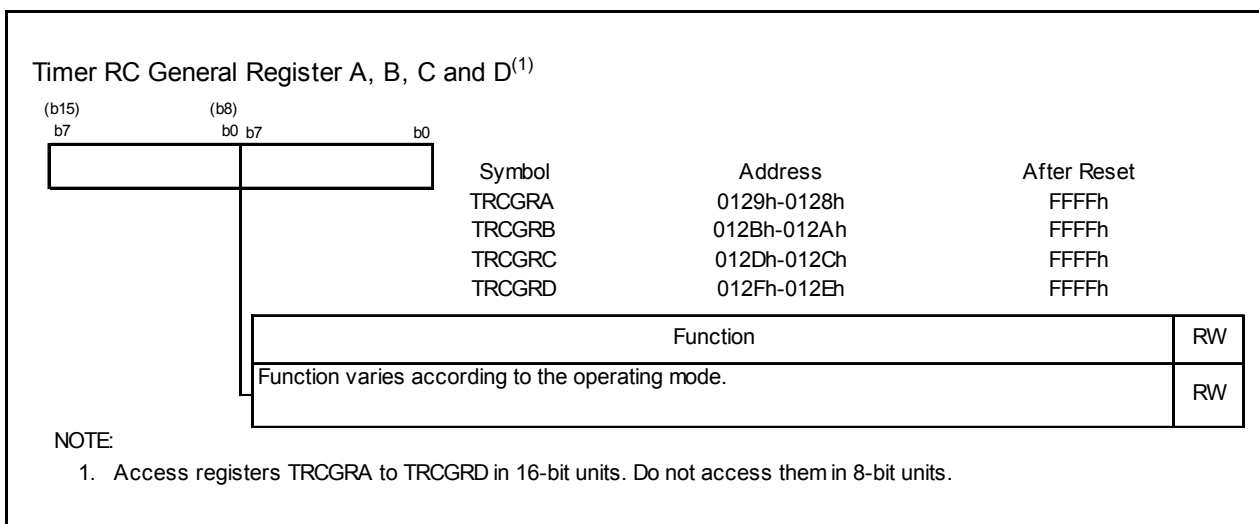 Timer RC General Register A, B, C and D(1)
(b15) (b8)
b7 b0 b7 b0
Symbol Address After Reset
TRCGRA 0129h-0128h FFFFh
TRCGRB 012Bh-012Ah FFFFh
TRCGRC 012Dh-012Ch FFFFh
TRCGRD 012Fh-012Eh FFFFh
Function RW
Function varies according to the operating mode. RW
NOTE:
1. Access registers TRCGRA to TRCGRD in 16-bit units. Do not access them in 8-bit units.